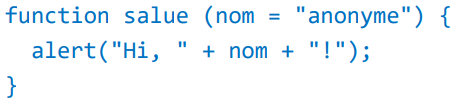 function salue (nom = "anonyme") {
  alert("Hi, " + nom + "!");
}